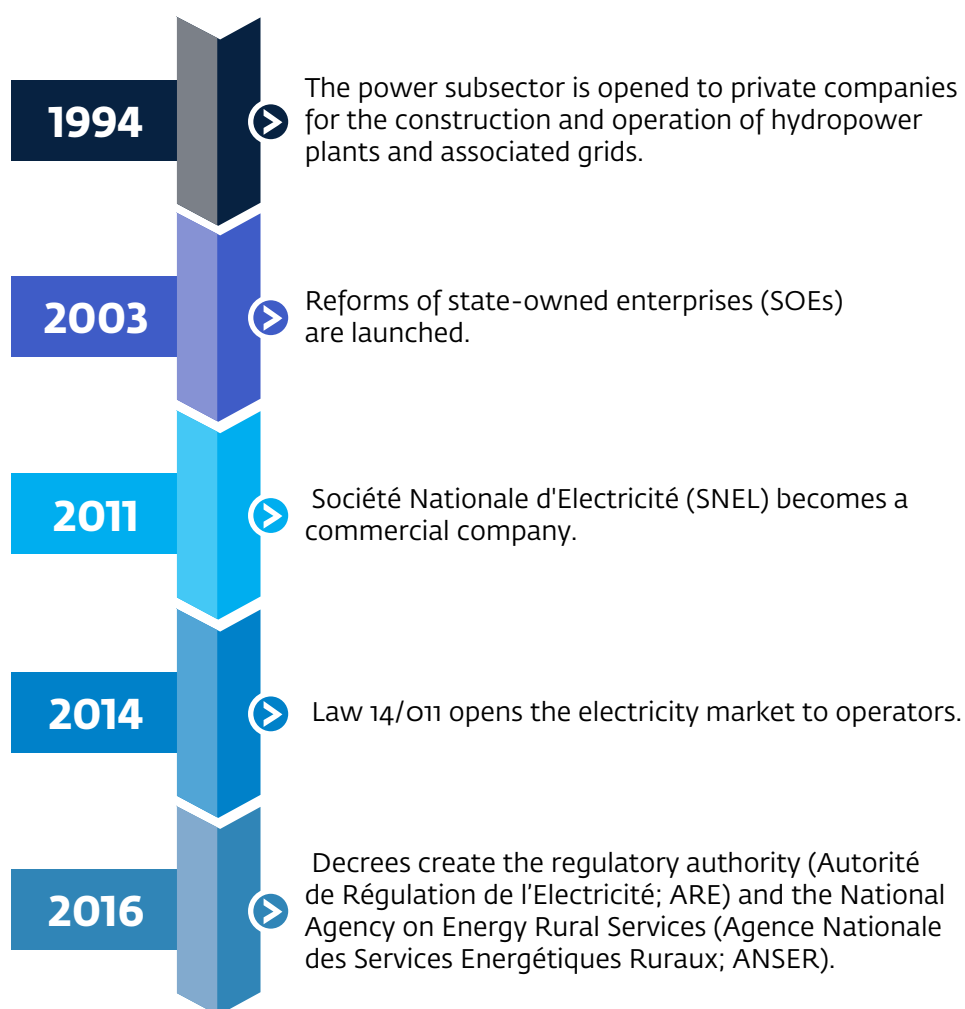 1994
The power subsector is opened to private companies
for the construction and operation of hydropower
plants and associated grids.
2003
Reforms of state-owned enterprises (SOEs)
are launched.
2011
Société Nationale d'Electricité (SNEL) becomes a
commercial company.
2014
Law 14/011 opens the electricity market to operators.
2016
Decrees create the regulatory authority (Autorité
de Régulation de l’Electricité; ARE) and the National
Agency on Energy Rural Services (Agence Nationale
des Services Energétiques Ruraux; ANSER).